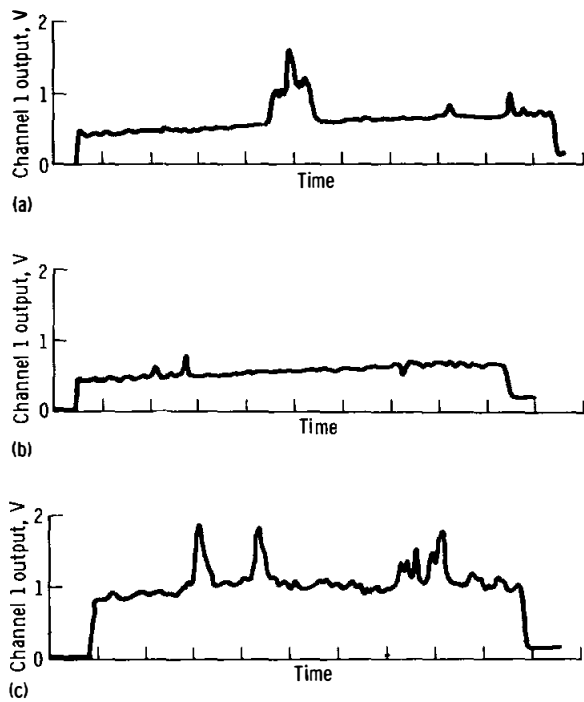 Channel 1 output, V
2
1
0
Time
(a)
Channel 1 output, V
2
1
0
Time
(b)
Channel 1 output, V
2
1
0
Time
(c)